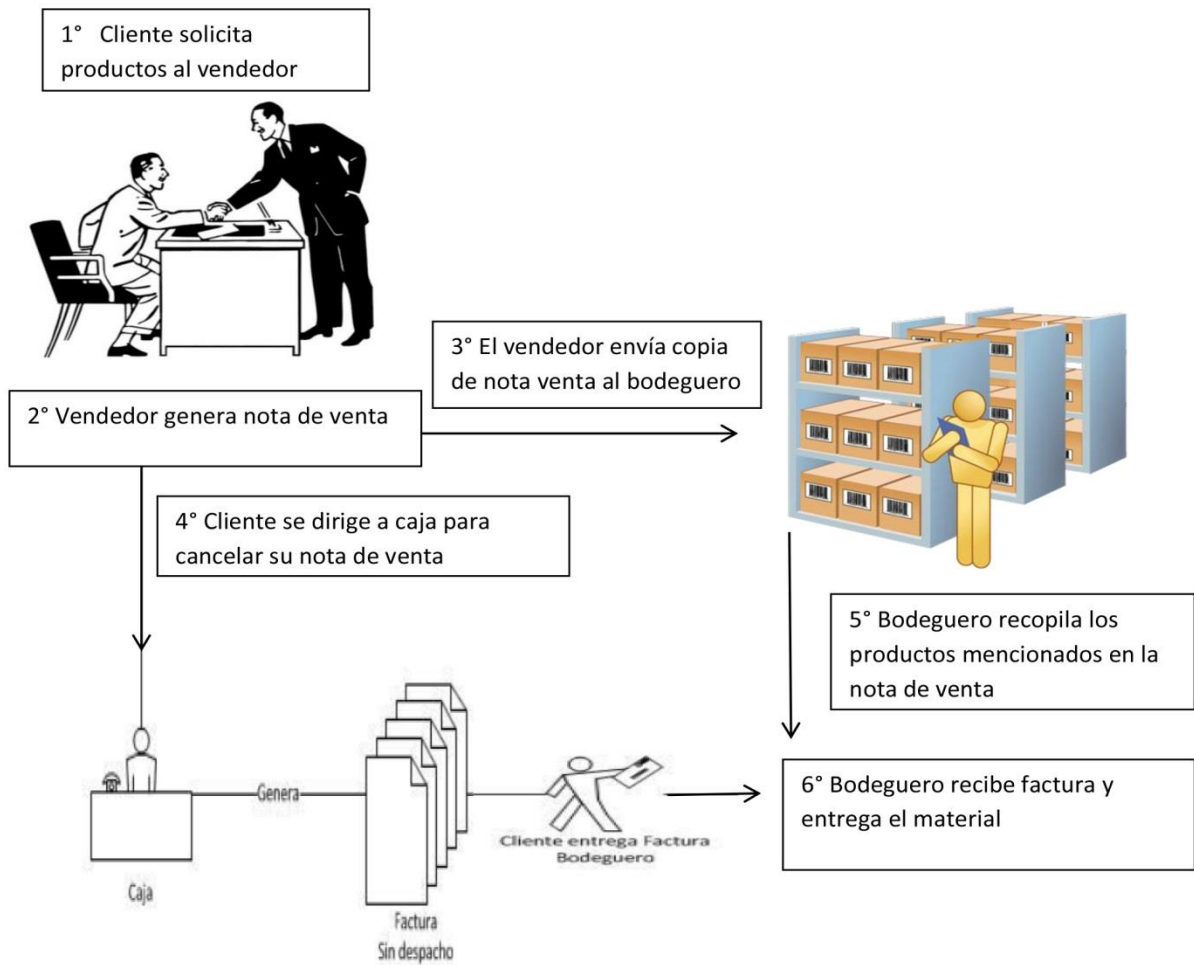 1° Cliente solicita
productos al vendedor
3° El vendedor envía copia
de nota venta al bodeguero
2° Vendedor genera nota de venta
4° Cliente se dirige a caja para
cancelar su nota de venta
5° Bodeguero recopila los
productos mencionados en la
nota de venta
6° Bodeguero recibe factura y
entrega el material
Genera
Cliente entrega Factura
Bodeguero
Caja
Factura
Sin despacho